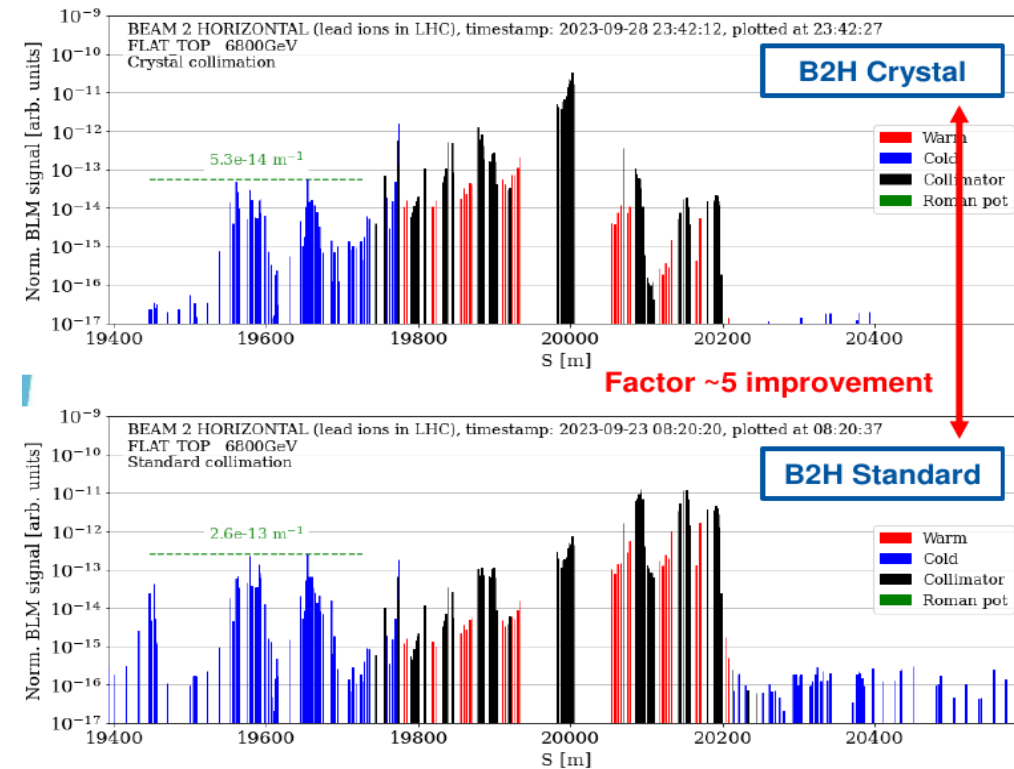 BEAM 2 HORIZONTAL (lead ions in LHC), timestamp: 2023-09-28 23:42:12, plotted at 23:42:27
FLAT_TOP 6800GeV
Crystal collimation
B2H Crystal
5.3e-14 m⁻¹
Warm
Cold
Collimator
Roman pot
Norm. BLM signal [arb. units]
10⁻⁹
10⁻¹⁰
10⁻¹¹
10⁻¹²
10⁻¹³
10⁻¹⁴
10⁻¹⁵
10⁻¹⁶
10⁻¹⁷
19400 19600 19800 20000 20200 20400
S [m]
Factor ~5 improvement
BEAM 2 HORIZONTAL (lead ions in LHC), timestamp: 2023-09-23 08:20:20, plotted at 08:20:37
FLAT_TOP 6800GeV
Standard collimation
B2H Standard
2.6e-13 m⁻¹
Warm
Cold
Collimator
Roman pot
Norm. BLM signal [arb. units]
10⁻⁹
10⁻¹⁰
10⁻¹¹
10⁻¹²
10⁻¹³
10⁻¹⁴
10⁻¹⁵
10⁻¹⁶
10⁻¹⁷
19400 19600 19800 20000 20200 20400
S [m]